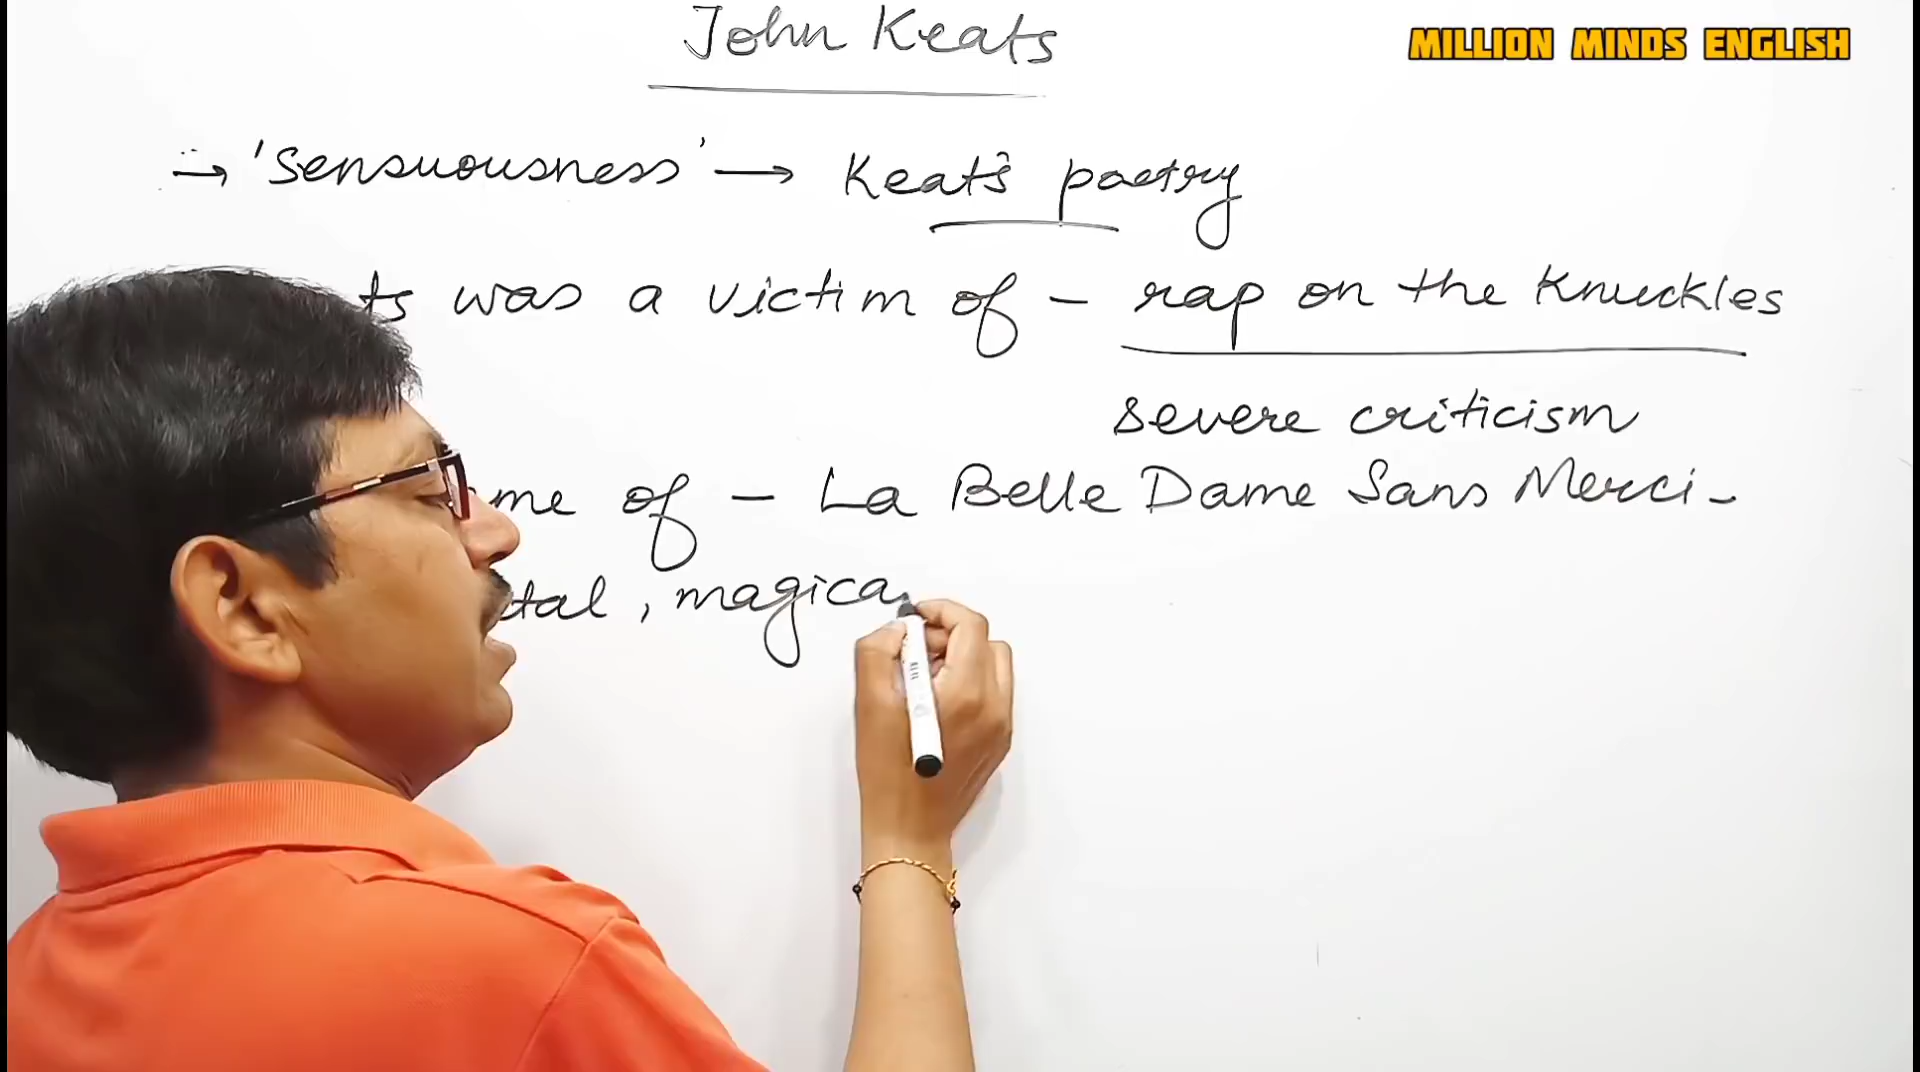 John Keats
MILLION MINDS ENGLISH
→ 'Sensuousness' → Keats poetry
ts was a victim of - rap on the Knuckles
severe criticism
me of - La Belle Dame Sans Merci -
tal, magica